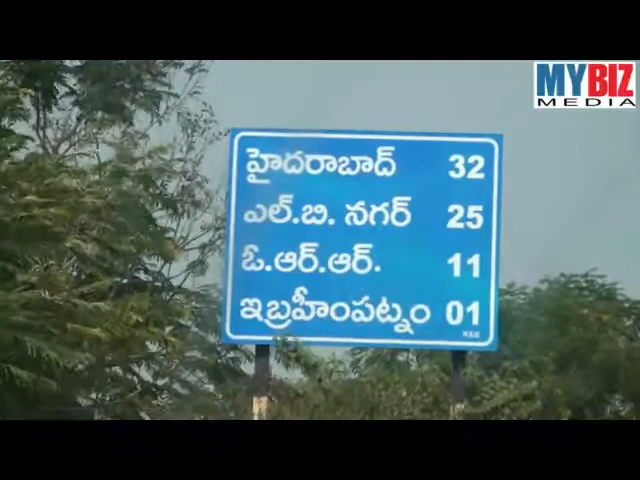 MYBIZ
MEDIA
హైదరాబాద్ 32
ఎల్.బి. నగర్ 25
ఓ.ఆర్.ఆర్. 11
ఇబ్రహీంపట్నం 01